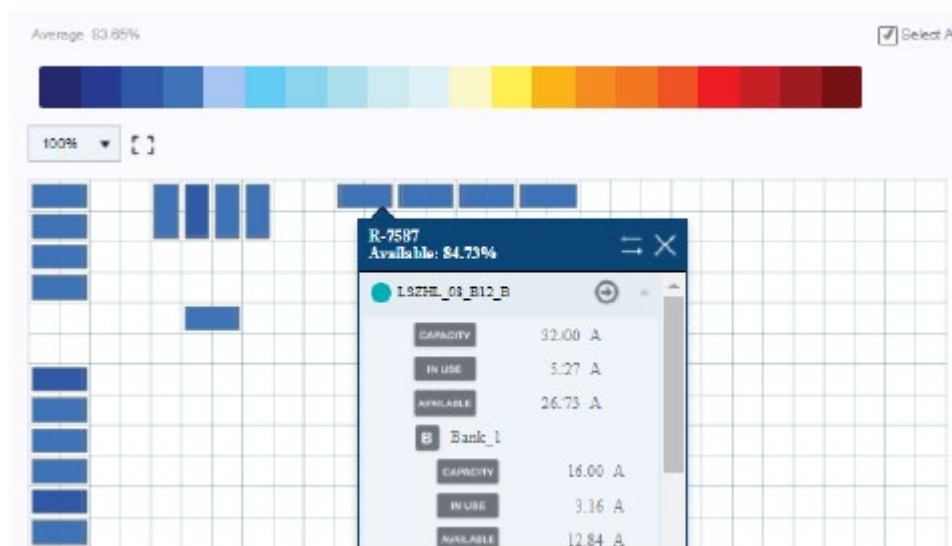 Average 83.65%
Select A
100%
R-7587
Available: 84.73%
LSZHL_03_B12_B
CAPACITY 32.00 A
IN USE 5.27 A
AVAILABLE 26.73 A
B Bank_1
CAPACITY 16.00 A
IN USE 3.16 A
AVAILABLE 12.84 A